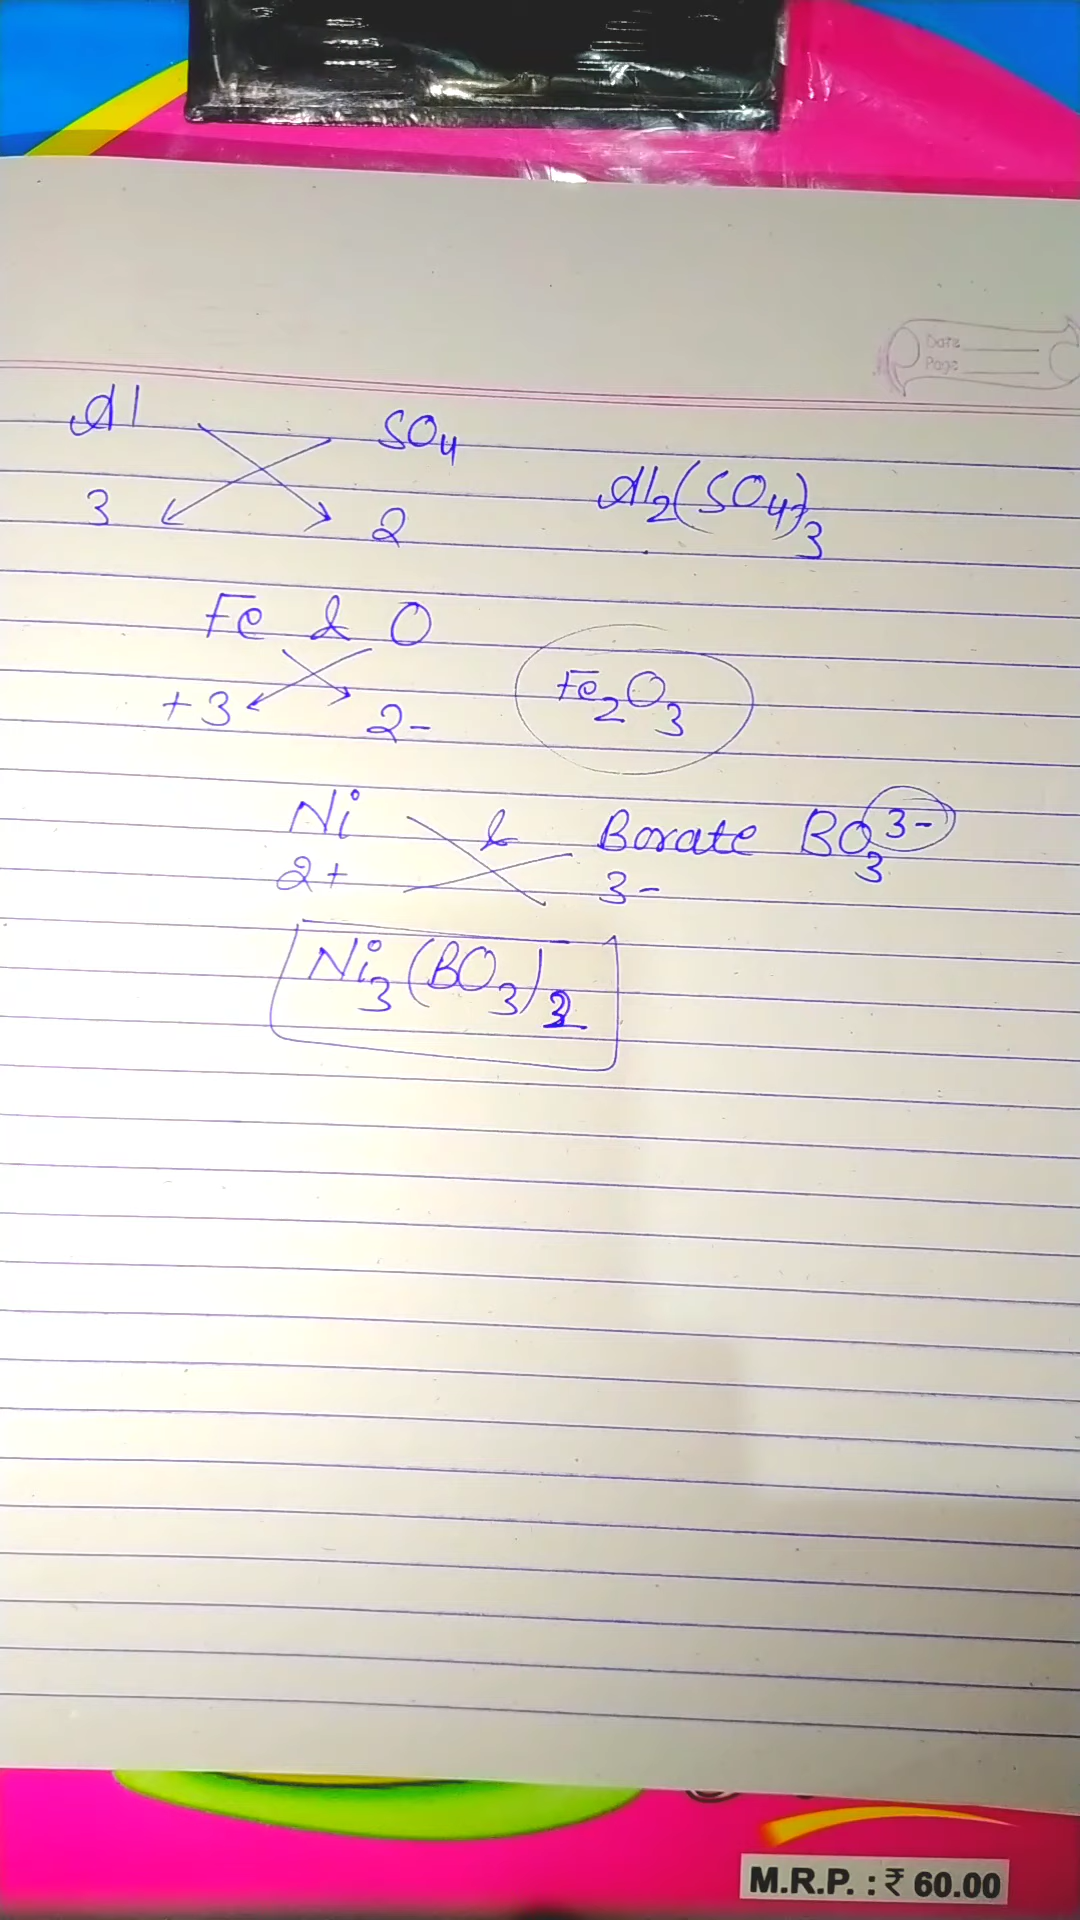 Date
Page
Al SO4
3 2 Al2(SO4)3
Fe & O
+3 2- Fe2O3
Ni & Borate BO3 3-
2+ 3-
Ni3(BO3)2
M.R.P. : ₹ 60.00